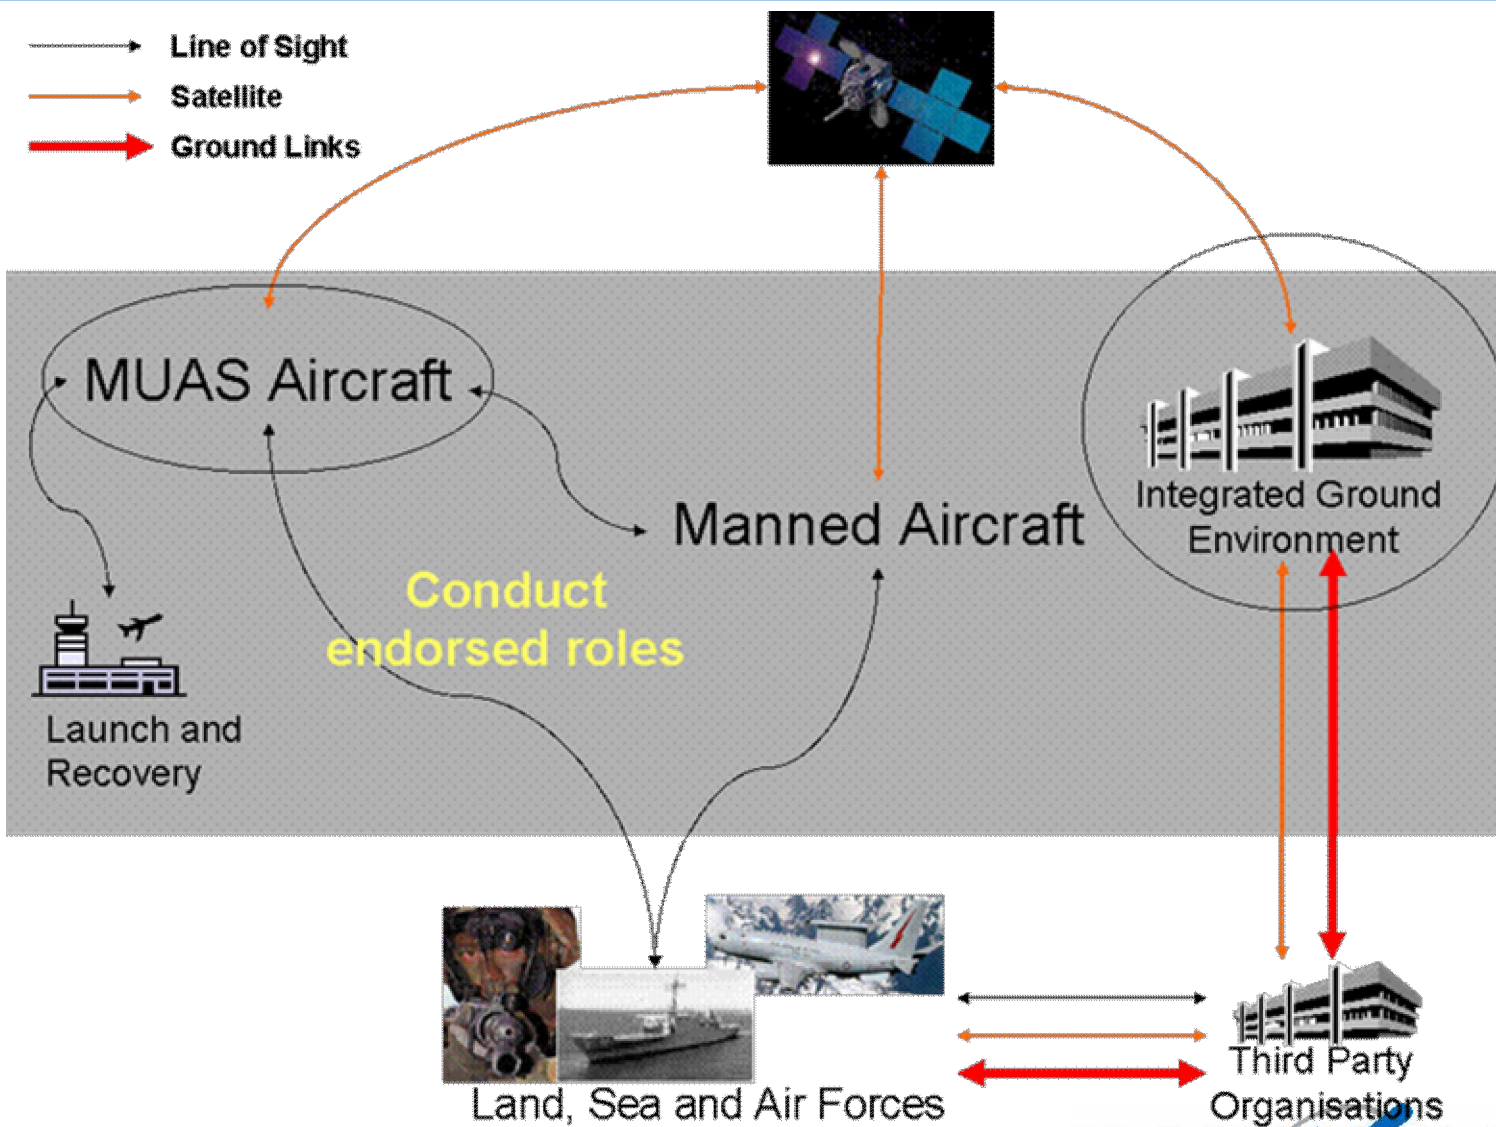 Line of Sight
Satellite
Ground Links
MUAS Aircraft
Manned Aircraft
Integrated Ground
Environment
Conduct
endorsed roles
Launch and
Recovery
Land, Sea and Air Forces
Third Party
Organisations